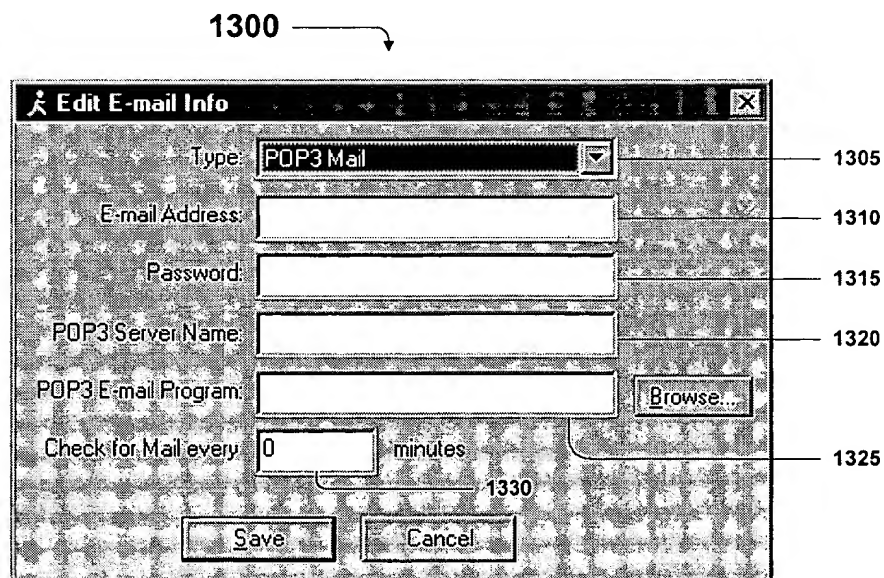 1300
Edit E-mail Info
Type: POP3 Mail 1305
E-mail Address: 1310
Password: 1315
POP3 Server Name: 1320
POP3 E-mail Program: Browse... 1325
Check for Mail every 0 minutes
1330
Save Cancel